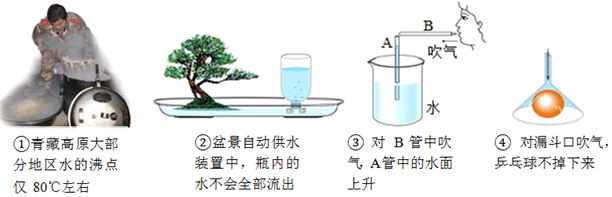 B
A
吹气
水
①青藏高原大部
分地区水的沸点
仅 80℃左右
②盆景自动供水
装置中，瓶内的
水不会全部流出
③ 对 B 管中吹
气 A管中的水面
上升
④ 对漏斗口吹气，
乒乓球不掉下来